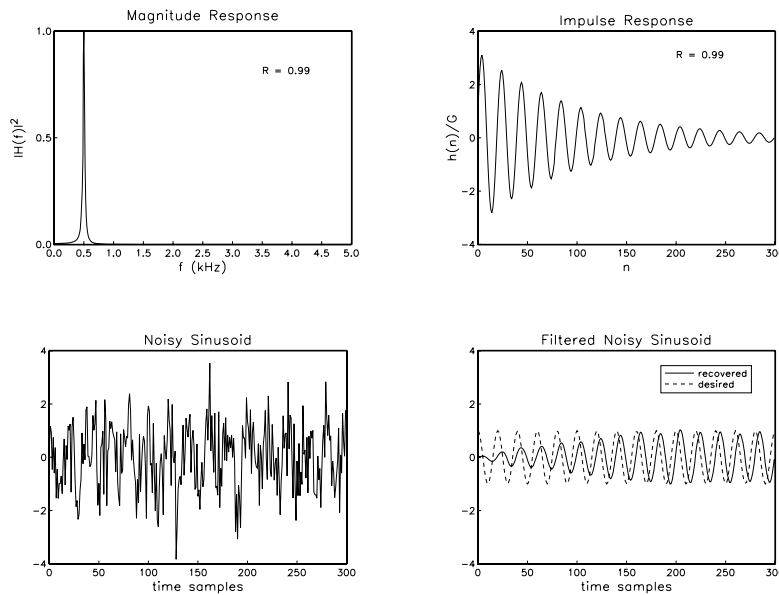 Magnitude Response
1.0
R = 0.99
|H(f)|²
0.5
0.0
0.0 0.5 1.0 1.5 2.0 2.5 3.0 3.5 4.0 4.5 5.0
f (kHz)
Impulse Response
4
R = 0.99
2
h(n)/G
0
−2
−4
0 50 100 150 200 250 300
n
Noisy Sinusoid
4
2
0
−2
−4
0 50 100 150 200 250 300
time samples
Filtered Noisy Sinusoid
4
recovered
desired
2
0
−2
−4
0 50 100 150 200 250 300
time samples